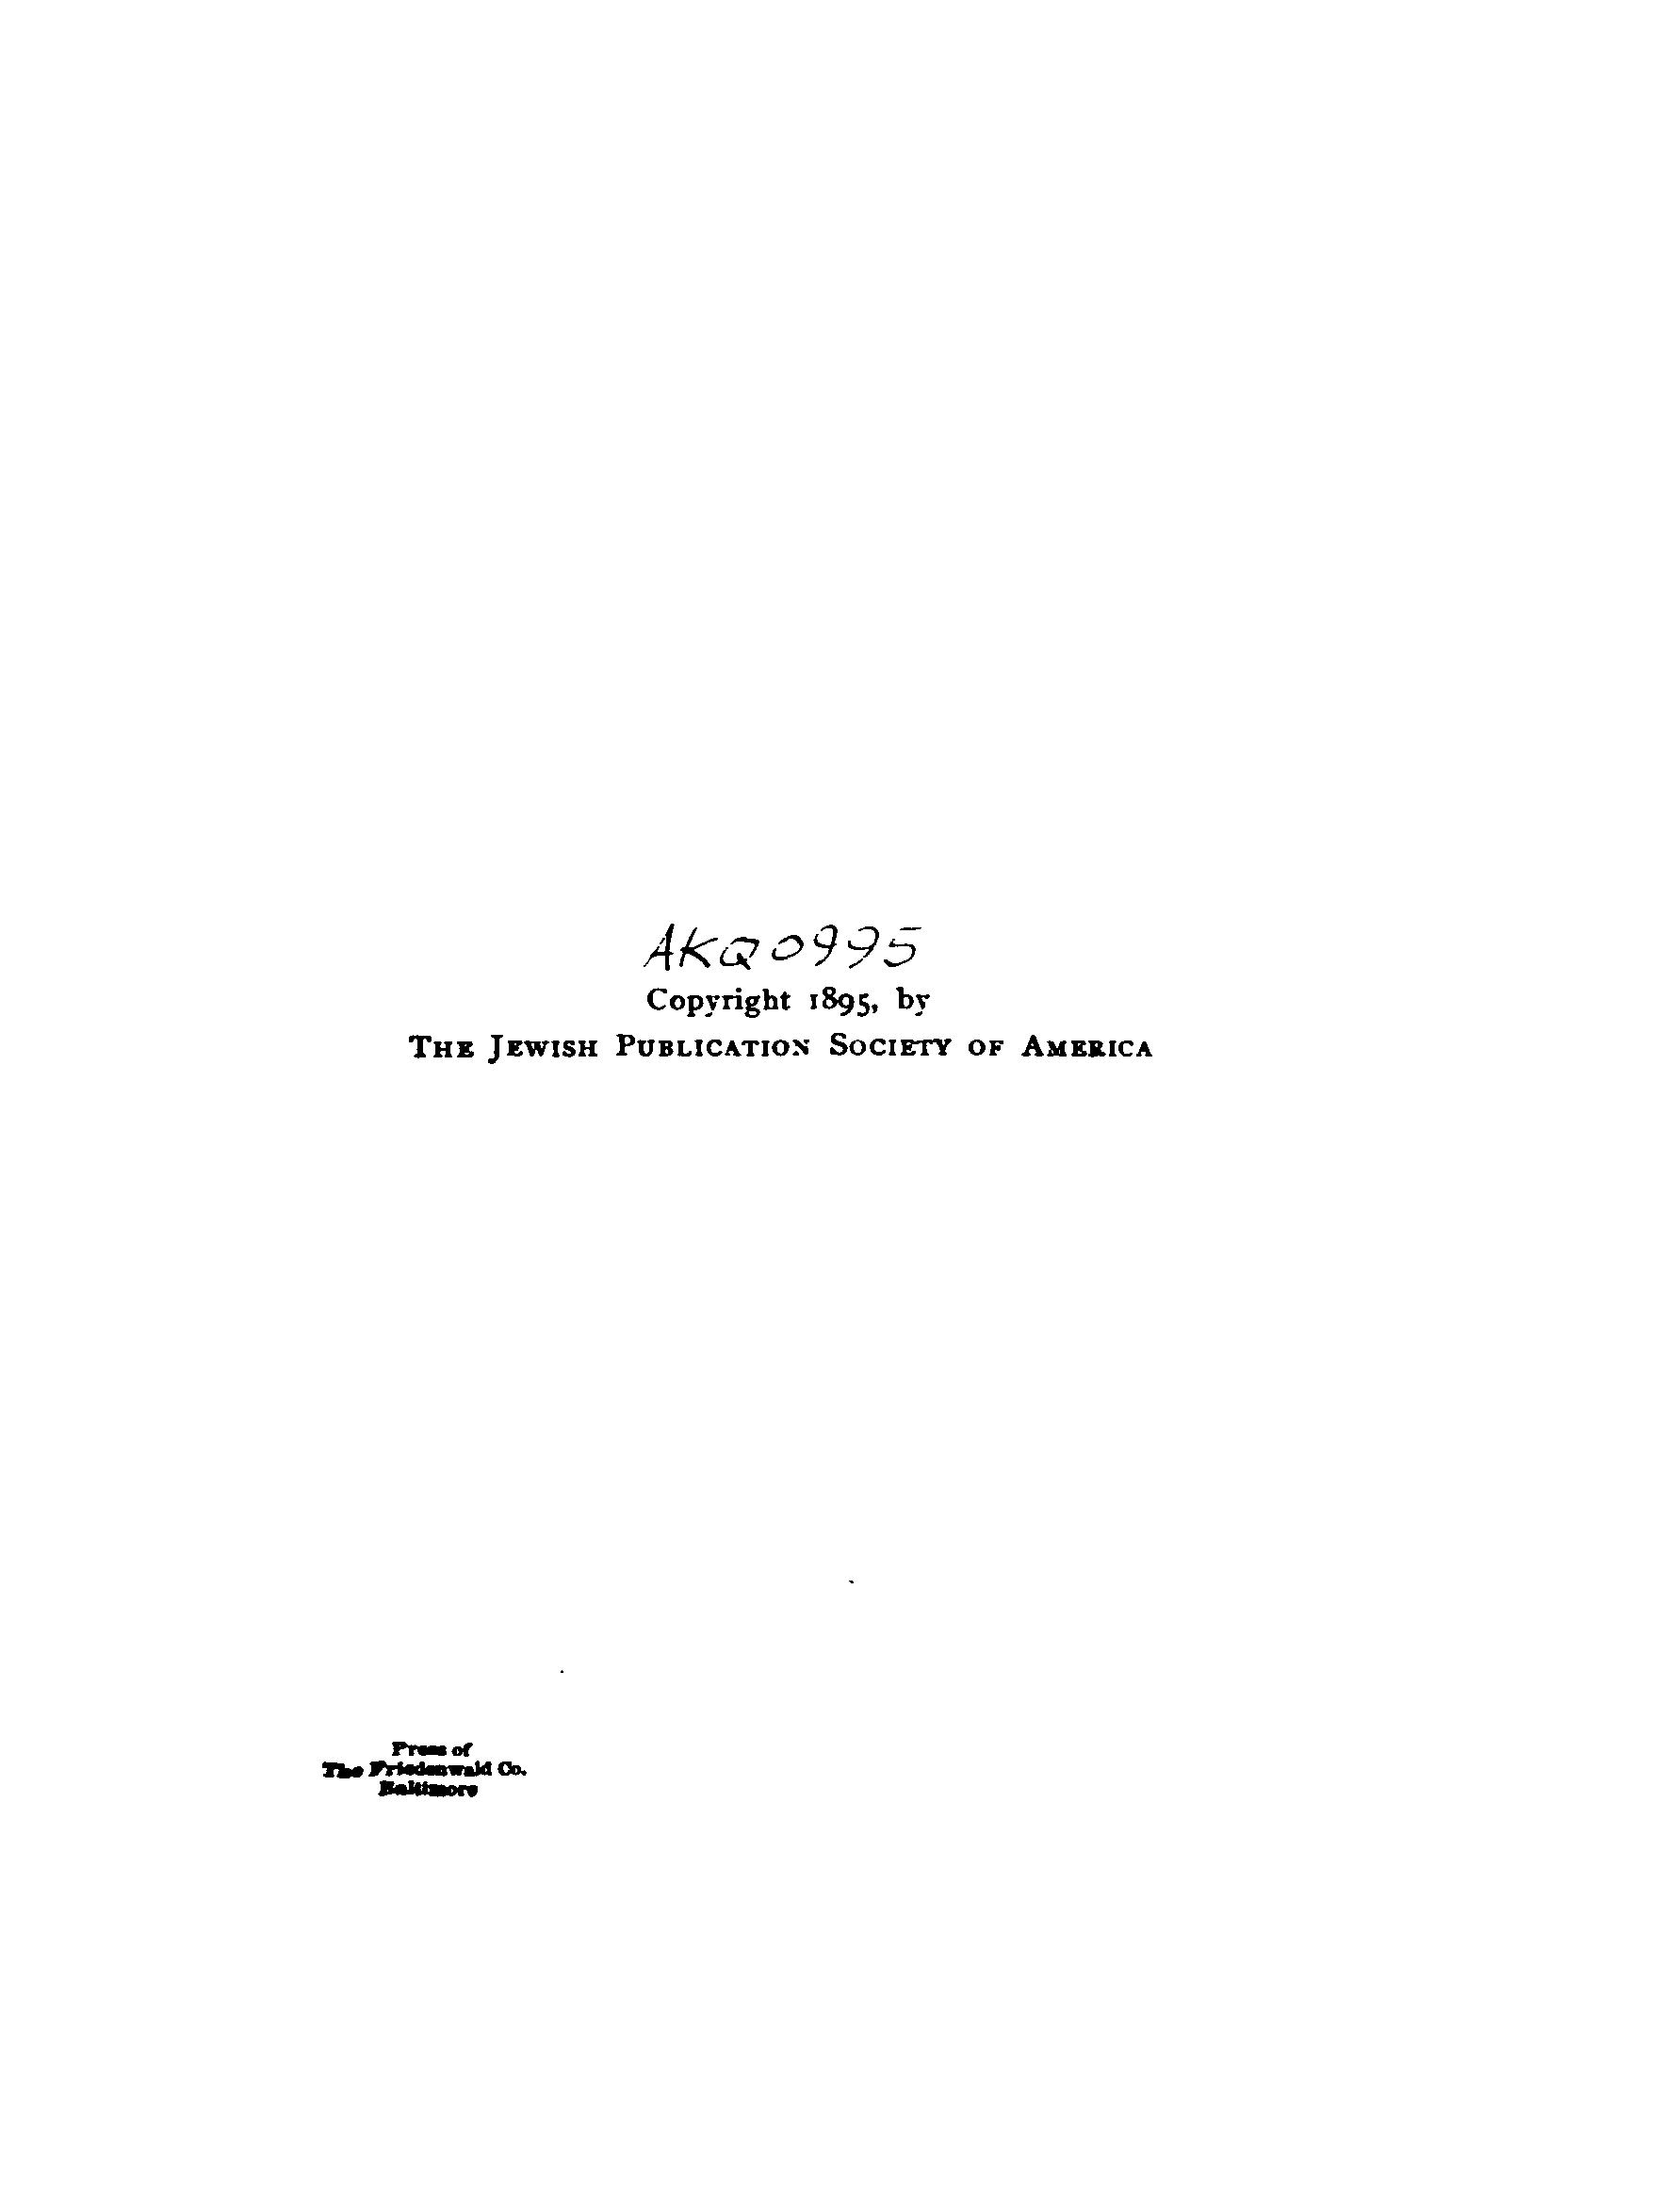 AKQ0995
Copyright 1895, by
THE JEWISH PUBLICATION SOCIETY OF AMERICA
Press of
The Friedenwald Co.
Baltimore